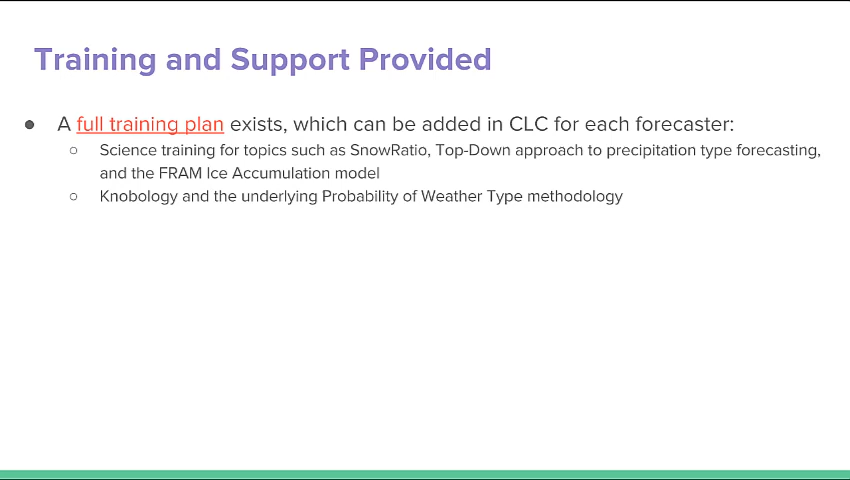 Training and Support Provided
● A full training plan exists, which can be added in CLC for each forecaster:
○ Science training for topics such as SnowRatio, Top-Down approach to precipitation type forecasting,
and the FRAM Ice Accumulation model
○ Knobology and the underlying Probability of Weather Type methodology